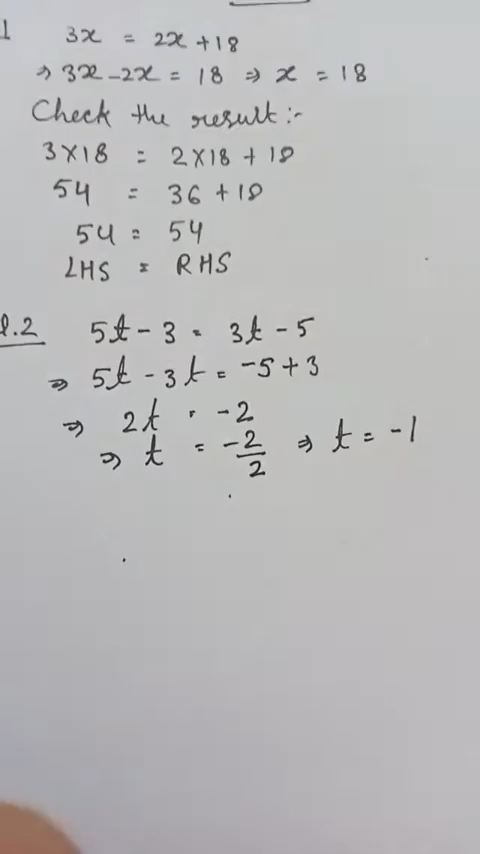 1 3x = 2x + 18
⇒ 3x - 2x = 18 ⇒ x = 18
Check the result :-
3 × 18 = 2 × 18 + 18
54 = 36 + 18
54 = 54
LHS = RHS
Q.2 5t - 3 = 3t - 5
⇒ 5t - 3t = -5 + 3
⇒ 2t = -2
⇒ t = -2/2 ⇒ t = -1